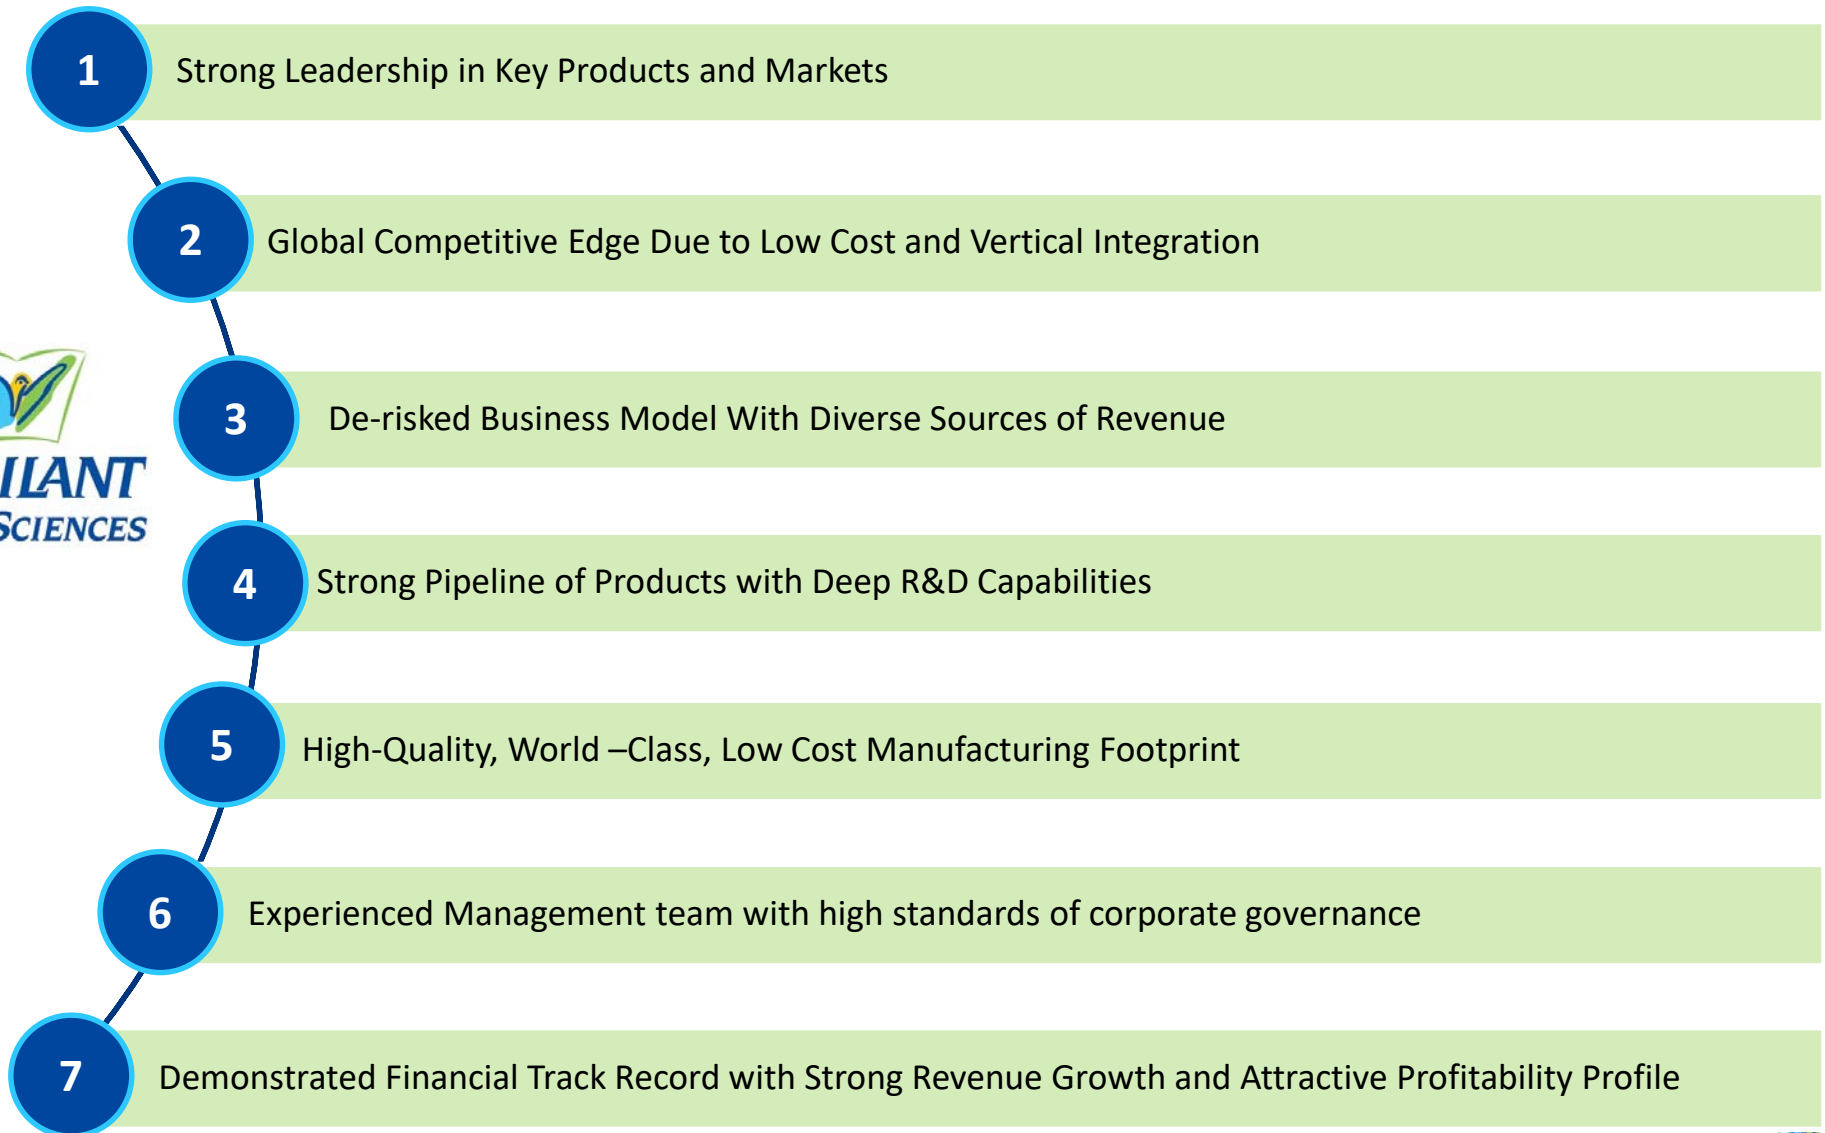 1
Strong Leadership in Key Products and Markets
2
Global Competitive Edge Due to Low Cost and Vertical Integration
3
De-risked Business Model With Diverse Sources of Revenue
ILANT
SCIENCES
4
Strong Pipeline of Products with Deep R&D Capabilities
5
High-Quality, World –Class, Low Cost Manufacturing Footprint
6
Experienced Management team with high standards of corporate governance
7
Demonstrated Financial Track Record with Strong Revenue Growth and Attractive Profitability Profile